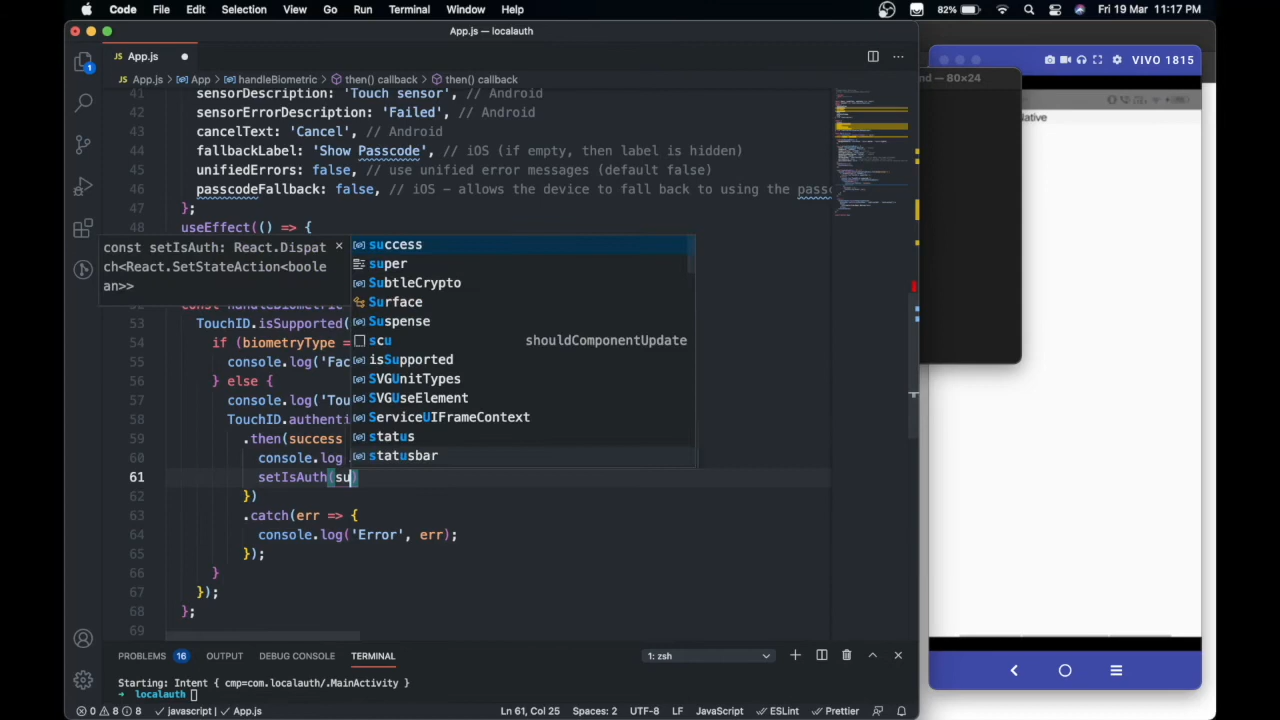 Code File Edit Selection View Go Run Terminal Window Help 82% Fri 19 Mar 11:17 PM
App.js — localauth
JS App.js
JS App.js > App > handleBiometric > then() callback > then() callback
VIVO 1815
nd — 80×24
41 sensorDescription: 'Touch sensor', // Android
42 sensorErrorDescription: 'Failed', // Android
43 cancelText: 'Cancel', // Android
44 fallbackLabel: 'Show Passcode', // iOS (if empty, then label is hidden)
45 unifiedErrors: false, // use unified error messages (default false)
46 passcodeFallback: false, // iOS - allows the device to fall back to using the passc
47 };
48 useEffect(() => {
const setIsAuth: React.Dispat
ch<React.SetStateAction<boole
an>>
success
super
SubtleCrypto
Surface
Suspense
scu shouldComponentUpdate
isSupported
SVGUnitTypes
SVGUseElement
ServiceUIFrameContext
status
statusbar
53 TouchID.isSupported(
54 if (biometryType =
55 console.log('Fac
56 } else {
57 console.log('Tou
58 TouchID.authenti
59 .then(success
60 console.log
61 setIsAuth(su)
62 })
63 .catch(err => {
64 console.log('Error', err);
65 });
66 }
67 });
68 };
69
PROBLEMS 16 OUTPUT DEBUG CONSOLE TERMINAL 1: zsh
Starting: Intent { cmp=com.localauth/.MainActivity }
➜ localauth
0 8 8 javascript | App.js Ln 61, Col 25 Spaces: 2 UTF-8 LF JavaScript ESLint Prettier